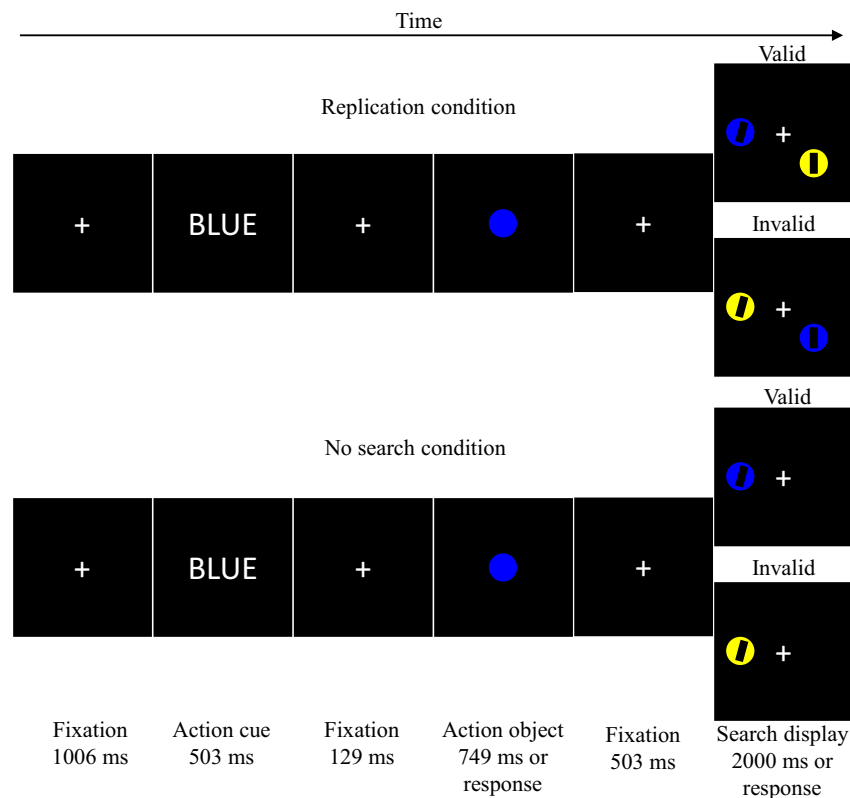 Time
Valid
Replication condition
+
BLUE
+
+
+
Invalid
+
Valid
No search condition
+
BLUE
+
+
+
Invalid
+
Fixation
1006 ms
Action cue
503 ms
Fixation
129 ms
Action object
749 ms or
response
Fixation
503 ms
Search display
2000 ms or
response